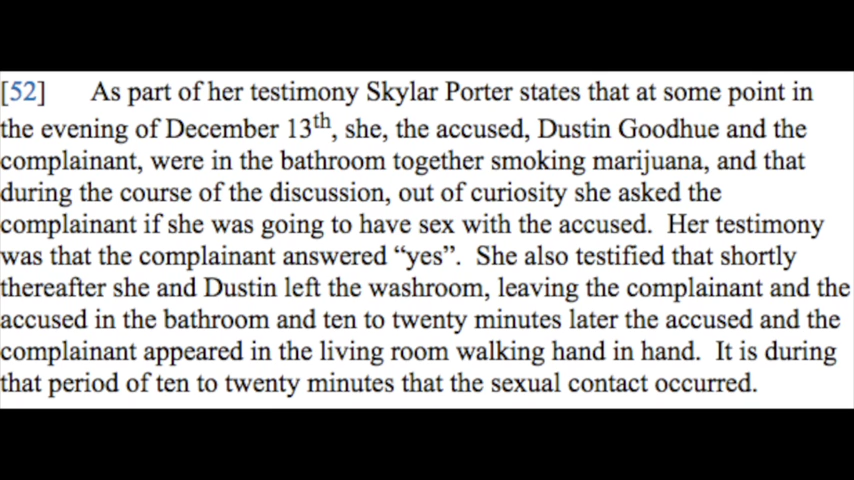 [52] As part of her testimony Skylar Porter states that at some point in
the evening of December 13th, she, the accused, Dustin Goodhue and the
complainant, were in the bathroom together smoking marijuana, and that
during the course of the discussion, out of curiosity she asked the
complainant if she was going to have sex with the accused. Her testimony
was that the complainant answered “yes”. She also testified that shortly
thereafter she and Dustin left the washroom, leaving the complainant and the
accused in the bathroom and ten to twenty minutes later the accused and the
complainant appeared in the living room walking hand in hand. It is during
that period of ten to twenty minutes that the sexual contact occurred.